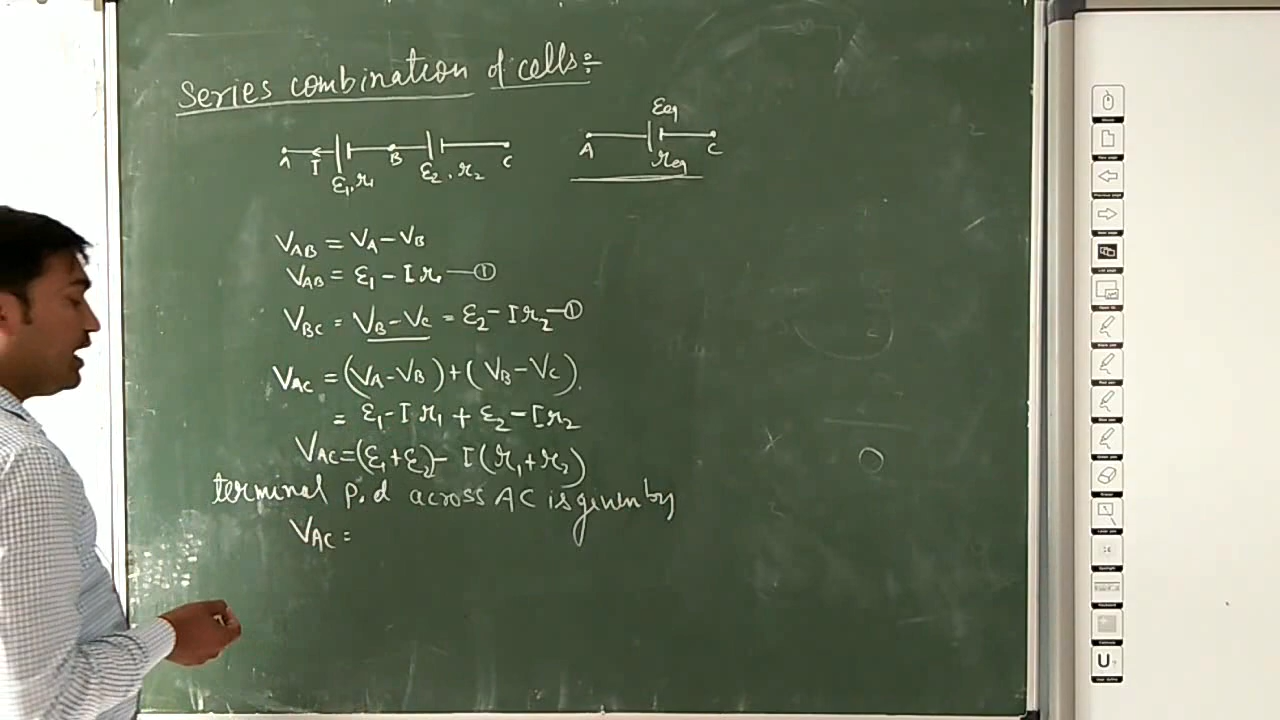 Series combination of cells:-
A I ε₁, r₁ B ε₂, r₂ C
A εeq req C
V_AB = V_A - V_B
V_AB = ε₁ - I r₁ —①
V_BC = V_B - V_C = ε₂ - I r₂ —①
V_AC = (V_A - V_B) + (V_B - V_C).
= ε₁ - I r₁ + ε₂ - I r₂
V_AC = (ε₁ + ε₂) - I (r₁ + r₂)
terminal p.d across AC is given by
V_AC =
U